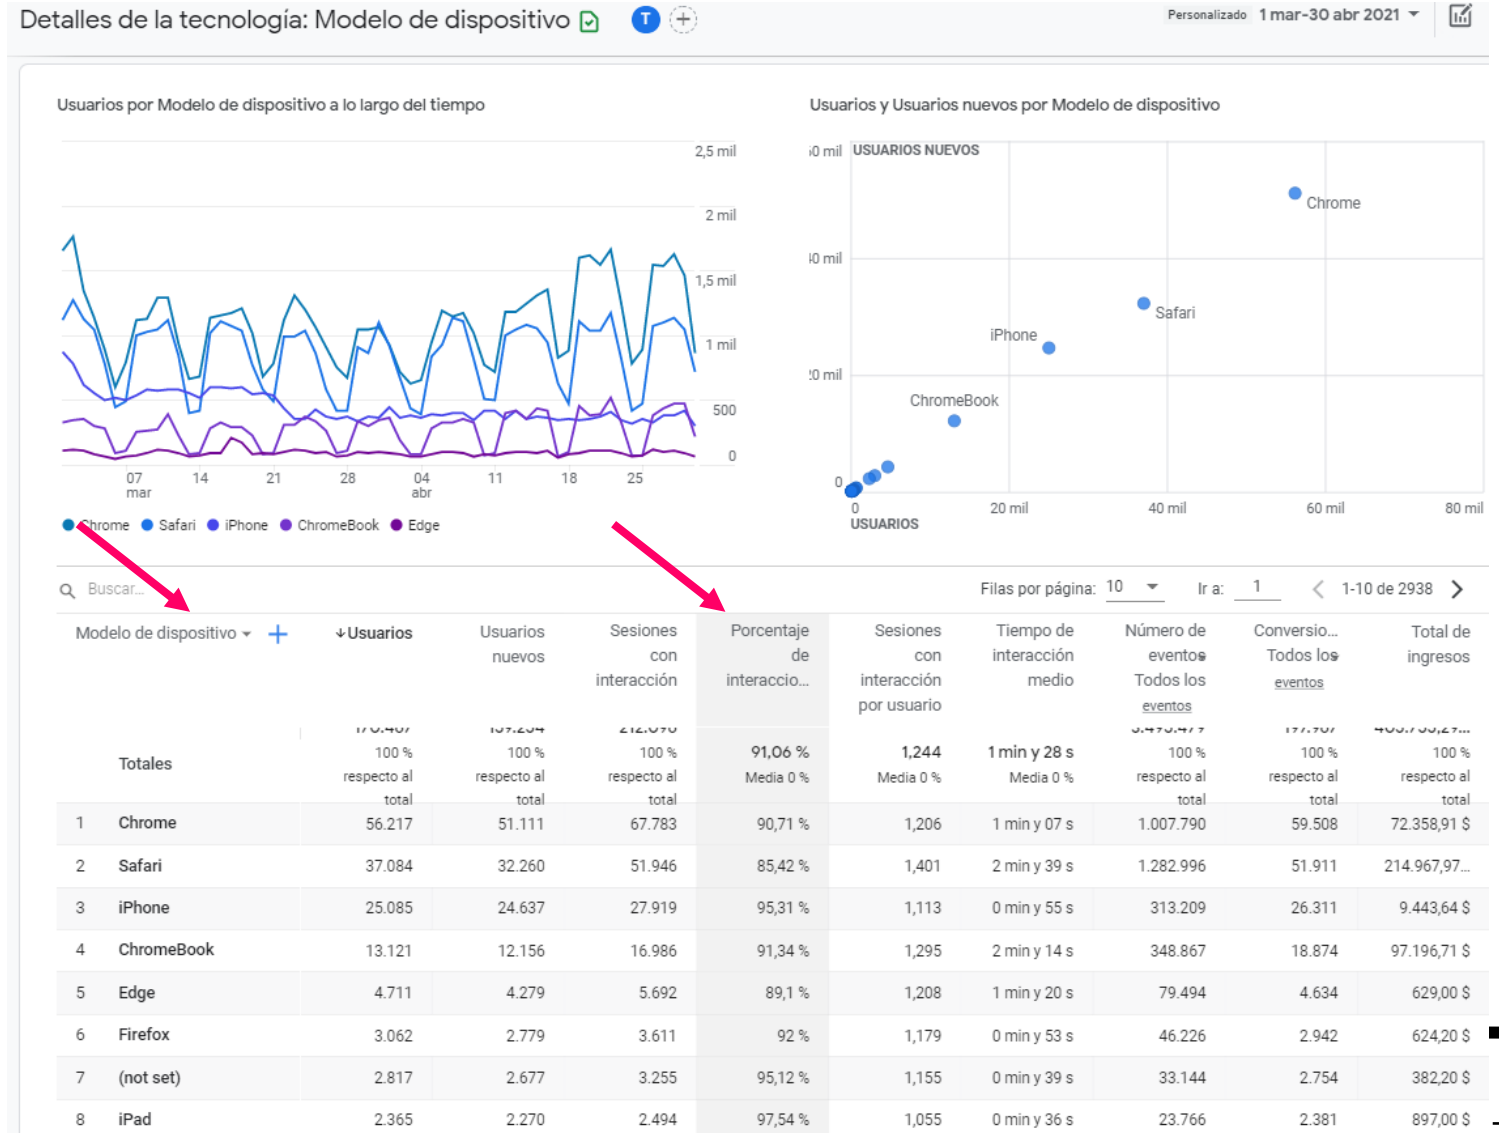 Detalles de la tecnología: Modelo de dispositivo T Personalizado 1 mar-30 abr 2021
Usuarios por Modelo de dispositivo a lo largo del tiempo
2,5 mil
2 mil
1,5 mil
1 mil
500
0
07 mar 14 21 28 04 abr 11 18 25
Chrome Safari iPhone ChromeBook Edge
Usuarios y Usuarios nuevos por Modelo de dispositivo
USUARIOS NUEVOS
Chrome
Safari
iPhone
ChromeBook
0
0 20 mil 40 mil 60 mil 80 mil
USUARIOS
Buscar... Filas por página: 10 Ir a: 1 1-10 de 2938
Modelo de dispositivo Usuarios Usuarios nuevos Sesiones con interacción Porcentaje de interaccio... Sesiones con interacción por usuario Tiempo de interacción medio Número de eventos Todos los eventos Conversio... Todos los eventos Total de ingresos
Totales 100 % respecto al total 100 % respecto al total 100 % respecto al total 91,06 % Media 0 % 1,244 Media 0 % 1 min y 28 s Media 0 % 100 % respecto al total 100 % respecto al total 100 % respecto al total
1 Chrome 56.217 51.111 67.783 90,71 % 1,206 1 min y 07 s 1.007.790 59.508 72.358,91 $
2 Safari 37.084 32.260 51.946 85,42 % 1,401 2 min y 39 s 1.282.996 51.911 214.967,97...
3 iPhone 25.085 24.637 27.919 95,31 % 1,113 0 min y 55 s 313.209 26.311 9.443,64 $
4 ChromeBook 13.121 12.156 16.986 91,34 % 1,295 2 min y 14 s 348.867 18.874 97.196,71 $
5 Edge 4.711 4.279 5.692 89,1 % 1,208 1 min y 20 s 79.494 4.634 629,00 $
6 Firefox 3.062 2.779 3.611 92 % 1,179 0 min y 53 s 46.226 2.942 624,20 $
7 (not set) 2.817 2.677 3.255 95,12 % 1,155 0 min y 39 s 33.144 2.754 382,20 $
8 iPad 2.365 2.270 2.494 97,54 % 1,055 0 min y 36 s 23.766 2.381 897,00 $